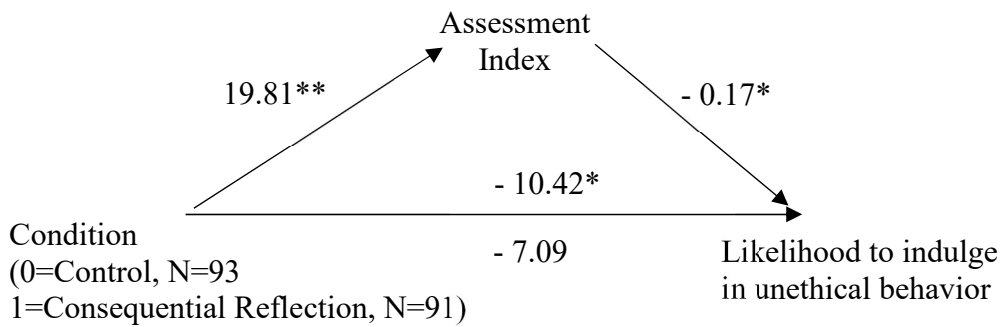 Assessment
Index
19.81**
- 0.17*
- 10.42*
- 7.09
Condition
(0=Control, N=93
1=Consequential Reflection, N=91)
Likelihood to indulge
in unethical behavior